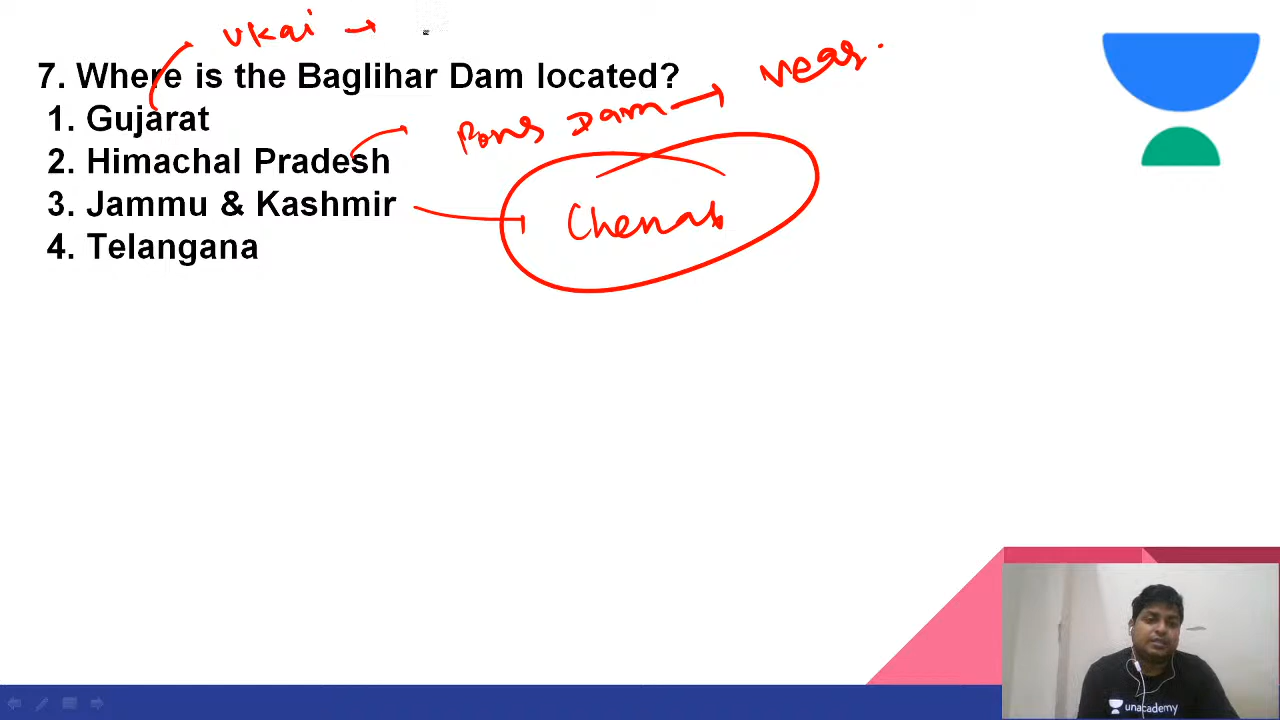 Ukai →
7. Where is the Baglihar Dam located?
1. Gujarat
2. Himachal Pradesh
Pong Dam →
3. Jammu & Kashmir
Chenab
4. Telangana
unacademy